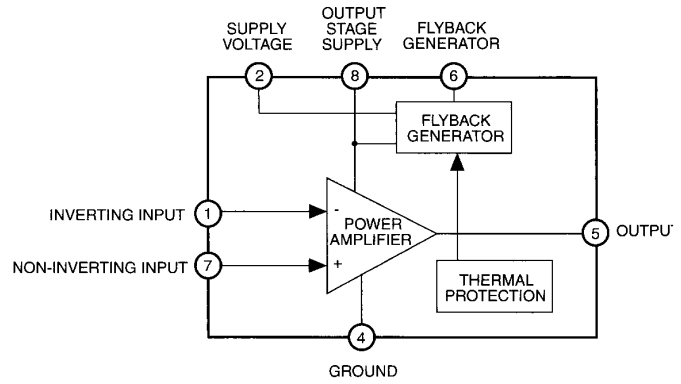 SUPPLY
VOLTAGE
OUTPUT
STAGE
SUPPLY
FLYBACK
GENERATOR
2
8
6
FLYBACK
GENERATOR
INVERTING INPUT
1
-
POWER
AMPLIFIER
5
OUTPUT
NON-INVERTING INPUT
7
+
THERMAL
PROTECTION
4
GROUND